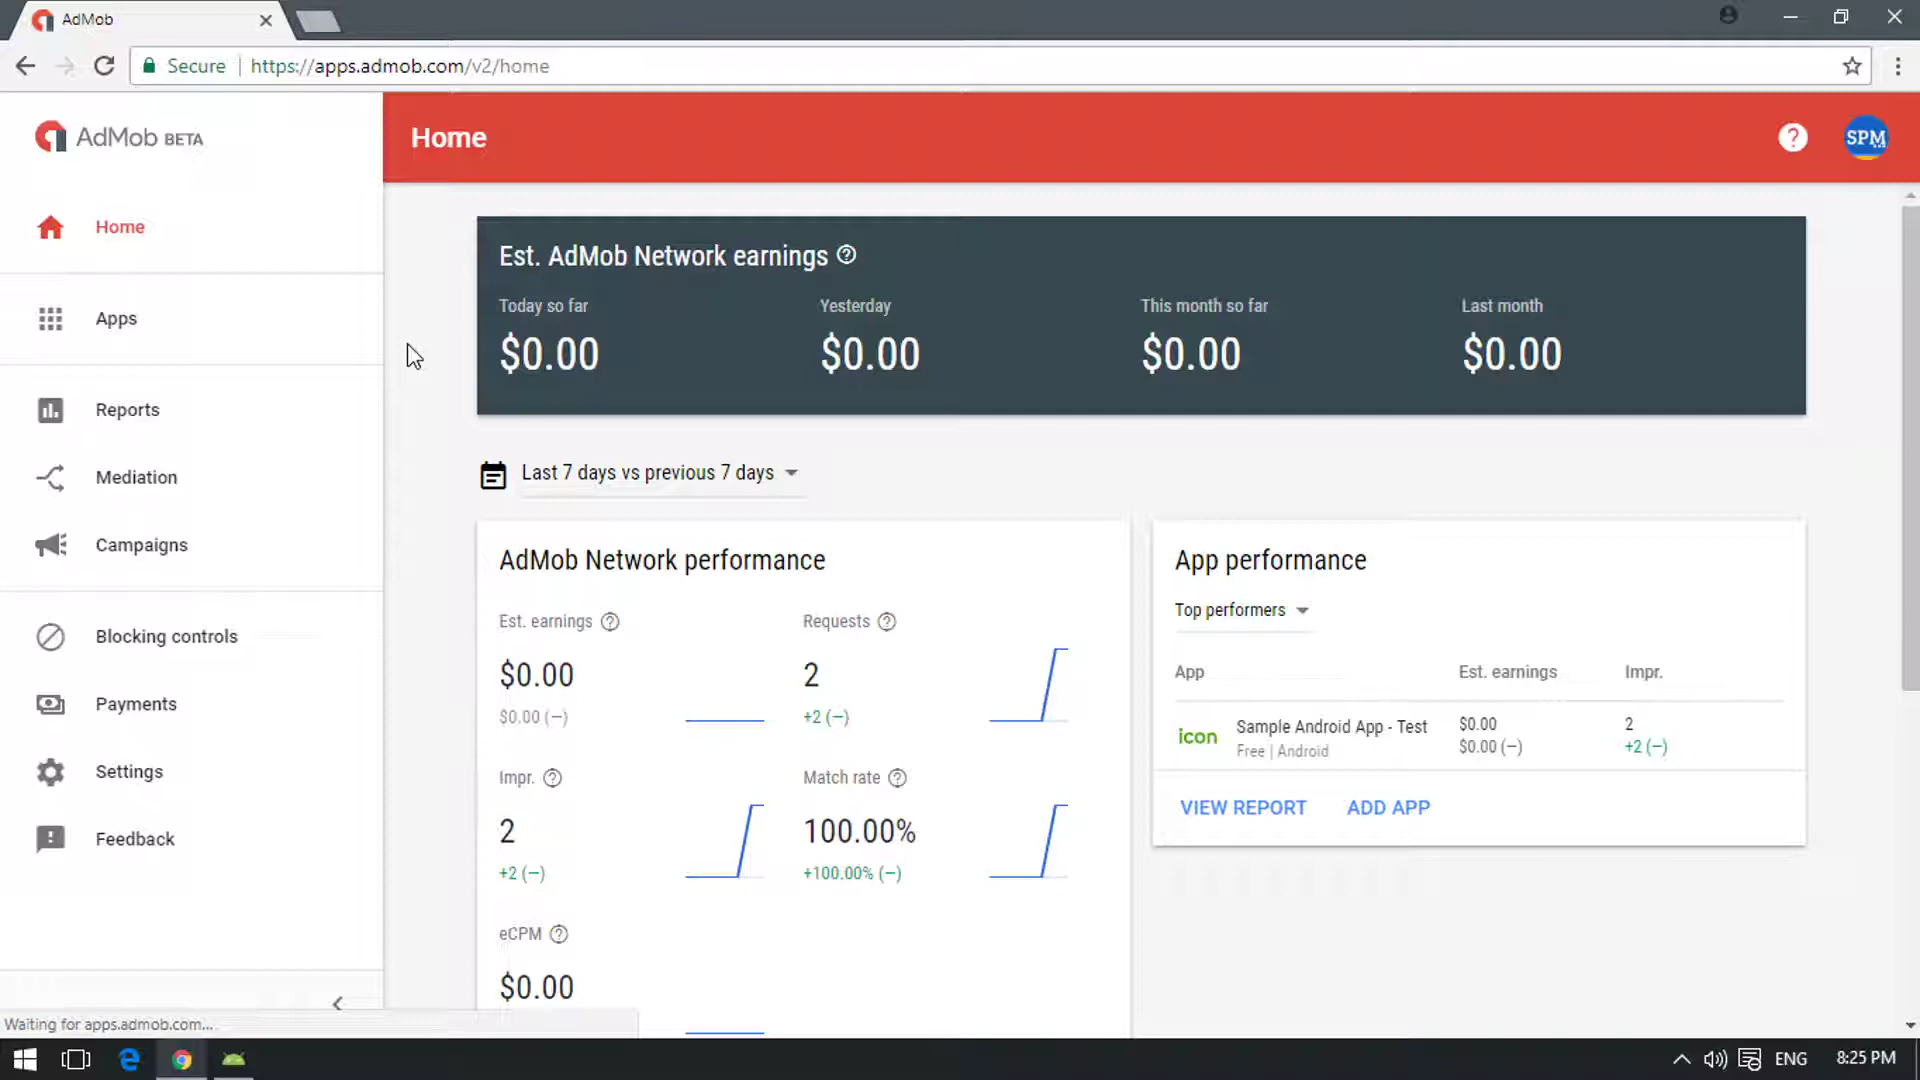 AdMob
Secure
https://apps.admob.com/v2/home
AdMob BETA
Home
?
SPM...
Home
Apps
Reports
Mediation
Campaigns
Blocking controls
Payments
Settings
Feedback
Est. AdMob Network earnings ?
Today so far
Yesterday
This month so far
Last month
$0.00
$0.00
$0.00
$0.00
Last 7 days vs previous 7 days
AdMob Network performance
Est. earnings ?
Requests ?
$0.00
2
$0.00 (–)
+2 (–)
Impr. ?
Match rate ?
2
100.00%
+2 (–)
+100.00% (–)
eCPM ?
$0.00
App performance
Top performers
App
Est. earnings
Impr.
icon
Sample Android App - Test
Free | Android
$0.00
$0.00 (–)
2
+2 (–)
VIEW REPORT
ADD APP
Waiting for apps.admob.com...
ENG
8:25 PM